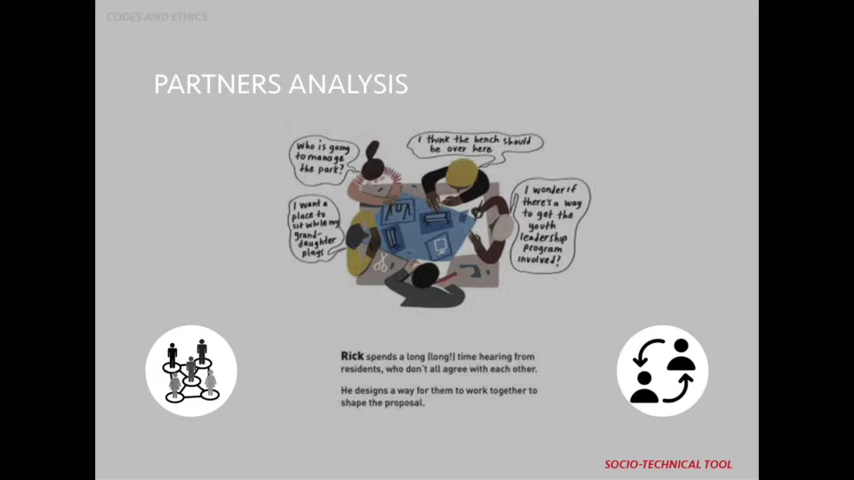 CODES AND ETHICS
PARTNERS ANALYSIS
Who is going
to manage
the park?
I think the bench should
be over here
I want a
place to
sit while my
grand-
daughter
plays
I wonder if
there's a way
to get the
youth
leadership
program
involved?
Rick spends a long (long!) time hearing from
residents, who don't all agree with each other.
He designs a way for them to work together to
shape the proposal.
SOCIO-TECHNICAL TOOL